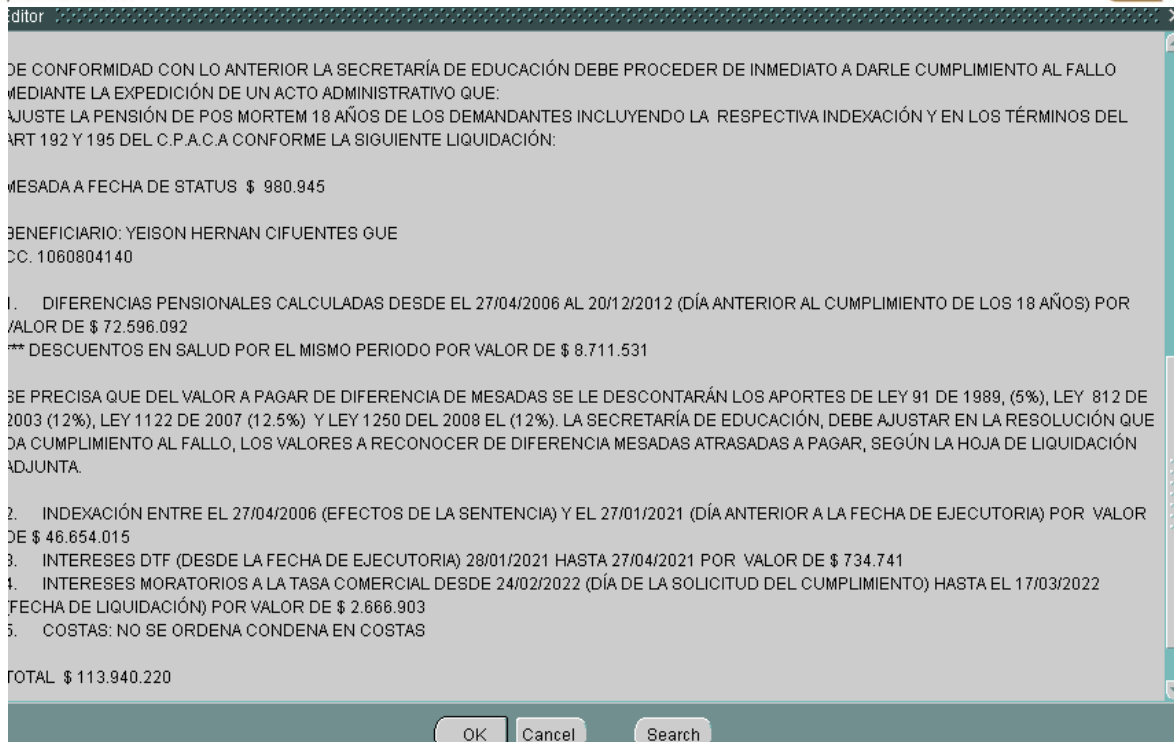 Editor
DE CONFORMIDAD CON LO ANTERIOR LA SECRETARÍA DE EDUCACIÓN DEBE PROCEDER DE INMEDIATO A DARLE CUMPLIMIENTO AL FALLO
MEDIANTE LA EXPEDICIÓN DE UN ACTO ADMINISTRATIVO QUE:
AJUSTE LA PENSIÓN DE POS MORTEM 18 AÑOS DE LOS DEMANDANTES INCLUYENDO LA RESPECTIVA INDEXACIÓN Y EN LOS TÉRMINOS DEL
ART 192 Y 195 DEL C.P.A.C.A CONFORME LA SIGUIENTE LIQUIDACIÓN:
MESADA A FECHA DE STATUS $ 980.945
BENEFICIARIO: YEISON HERNAN CIFUENTES GUE
CC. 1060804140
1. DIFERENCIAS PENSIONALES CALCULADAS DESDE EL 27/04/2006 AL 20/12/2012 (DÍA ANTERIOR AL CUMPLIMIENTO DE LOS 18 AÑOS) POR
VALOR DE $ 72.596.092
*** DESCUENTOS EN SALUD POR EL MISMO PERIODO POR VALOR DE $ 8.711.531
SE PRECISA QUE DEL VALOR A PAGAR DE DIFERENCIA DE MESADAS SE LE DESCONTARÁN LOS APORTES DE LEY 91 DE 1989, (5%), LEY 812 DE
2003 (12%), LEY 1122 DE 2007 (12.5%) Y LEY 1250 DEL 2008 EL (12%). LA SECRETARÍA DE EDUCACIÓN, DEBE AJUSTAR EN LA RESOLUCIÓN QUE
DA CUMPLIMIENTO AL FALLO, LOS VALORES A RECONOCER DE DIFERENCIA MESADAS ATRASADAS A PAGAR, SEGÚN LA HOJA DE LIQUIDACIÓN
ADJUNTA.
2. INDEXACIÓN ENTRE EL 27/04/2006 (EFECTOS DE LA SENTENCIA) Y EL 27/01/2021 (DÍA ANTERIOR A LA FECHA DE EJECUTORIA) POR VALOR
DE $ 46.654.015
3. INTERESES DTF (DESDE LA FECHA DE EJECUTORIA) 28/01/2021 HASTA 27/04/2021 POR VALOR DE $ 734.741
4. INTERESES MORATORIOS A LA TASA COMERCIAL DESDE 24/02/2022 (DÍA DE LA SOLICITUD DEL CUMPLIMIENTO) HASTA EL 17/03/2022
(FECHA DE LIQUIDACIÓN) POR VALOR DE $ 2.666.903
5. COSTAS: NO SE ORDENA CONDENA EN COSTAS
TOTAL $ 113.940.220
OK Cancel Search